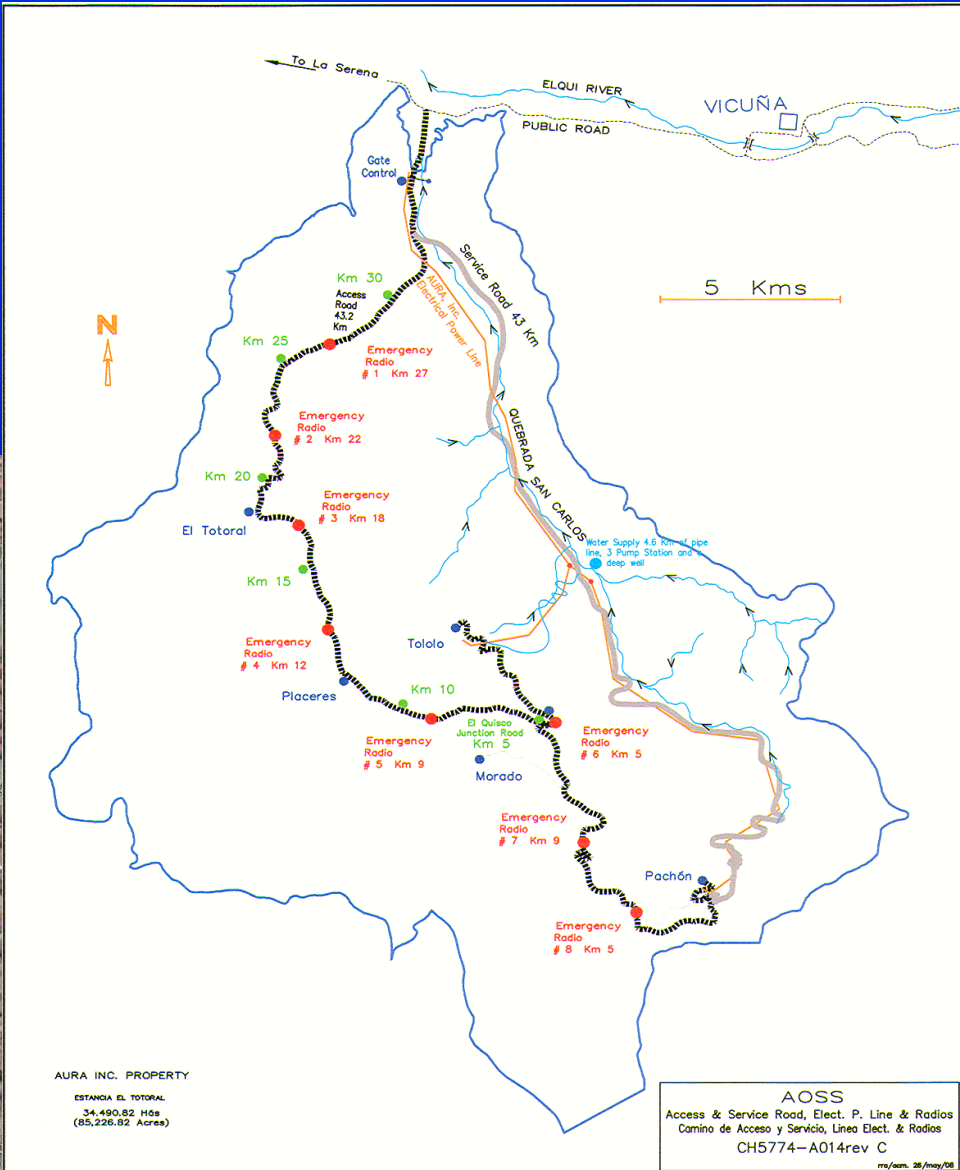 To La Serena
ELQUI RIVER
VICUÑA
PUBLIC ROAD
Gate
Control
Service Road 43 Km
5 Kms
N
Km 30
Access
Road
43.2
Km
AURA, Inc.
Electrical Power Line
Km 25
Emergency
Radio
# 1 Km 27
Emergency
Radio
# 2 Km 22
QUEBRADA SAN CARLOS
Km 20
Emergency
Radio
# 3 Km 18
El Totoral
Water Supply 4.6 Km of pipe
line, 3 Pump Station and a
deep well
Km 15
Emergency
Radio
# 4 Km 12
Tololo
Placeres
Km 10
El Quisco
Junction Road
Km 5
Emergency
Radio
# 5 Km 9
Emergency
Radio
# 6 Km 5
Morado
Emergency
Radio
# 7 Km 9
Pachón
Emergency
Radio
# 8 Km 5
AURA INC. PROPERTY
ESTANCIA EL TOTORAL
34.490.82 Hás
(85,226.82 Acres)
AOSS
Access & Service Road, Elect. P. Line & Radios
Camino de Acceso y Servicio, Linea Elect. & Radios
CH5774-A014rev C